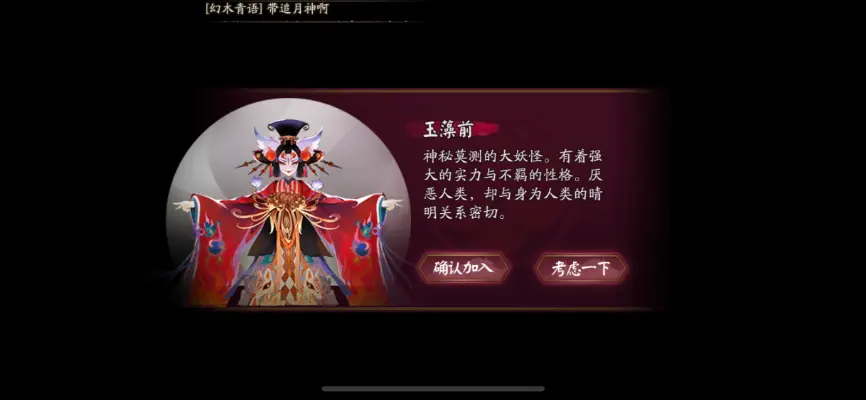 [幻木青语] 带追月神啊
玉藻前
神秘莫测的大妖怪。有着强
大的实力与不羁的性格。厌
恶人类，却与身为人类的晴
明关系密切。
确认加入
考虑一下